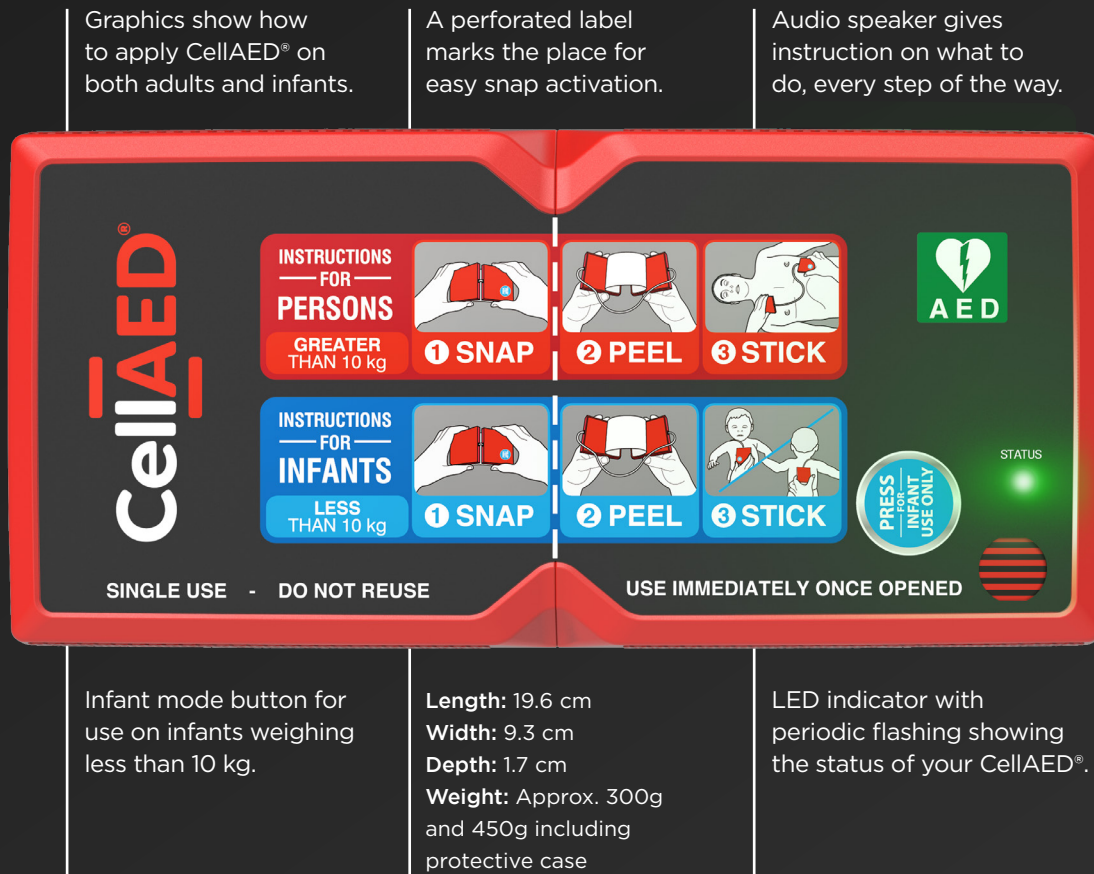 Graphics show how
to apply CellAED® on
both adults and infants.
A perforated label
marks the place for
easy snap activation.
Audio speaker gives
instruction on what to
do, every step of the way.
CellAED®
INSTRUCTIONS
FOR
PERSONS
GREATER
THAN 10 kg
1 SNAP
2 PEEL
3 STICK
AED
INSTRUCTIONS
FOR
INFANTS
LESS
THAN 10 kg
1 SNAP
2 PEEL
3 STICK
PRESS
FOR
INFANT
USE ONLY
STATUS
SINGLE USE - DO NOT REUSE
USE IMMEDIATELY ONCE OPENED
Infant mode button for
use on infants weighing
less than 10 kg.
Length: 19.6 cm
Width: 9.3 cm
Depth: 1.7 cm
Weight: Approx. 300g
and 450g including
protective case
LED indicator with
periodic flashing showing
the status of your CellAED®.